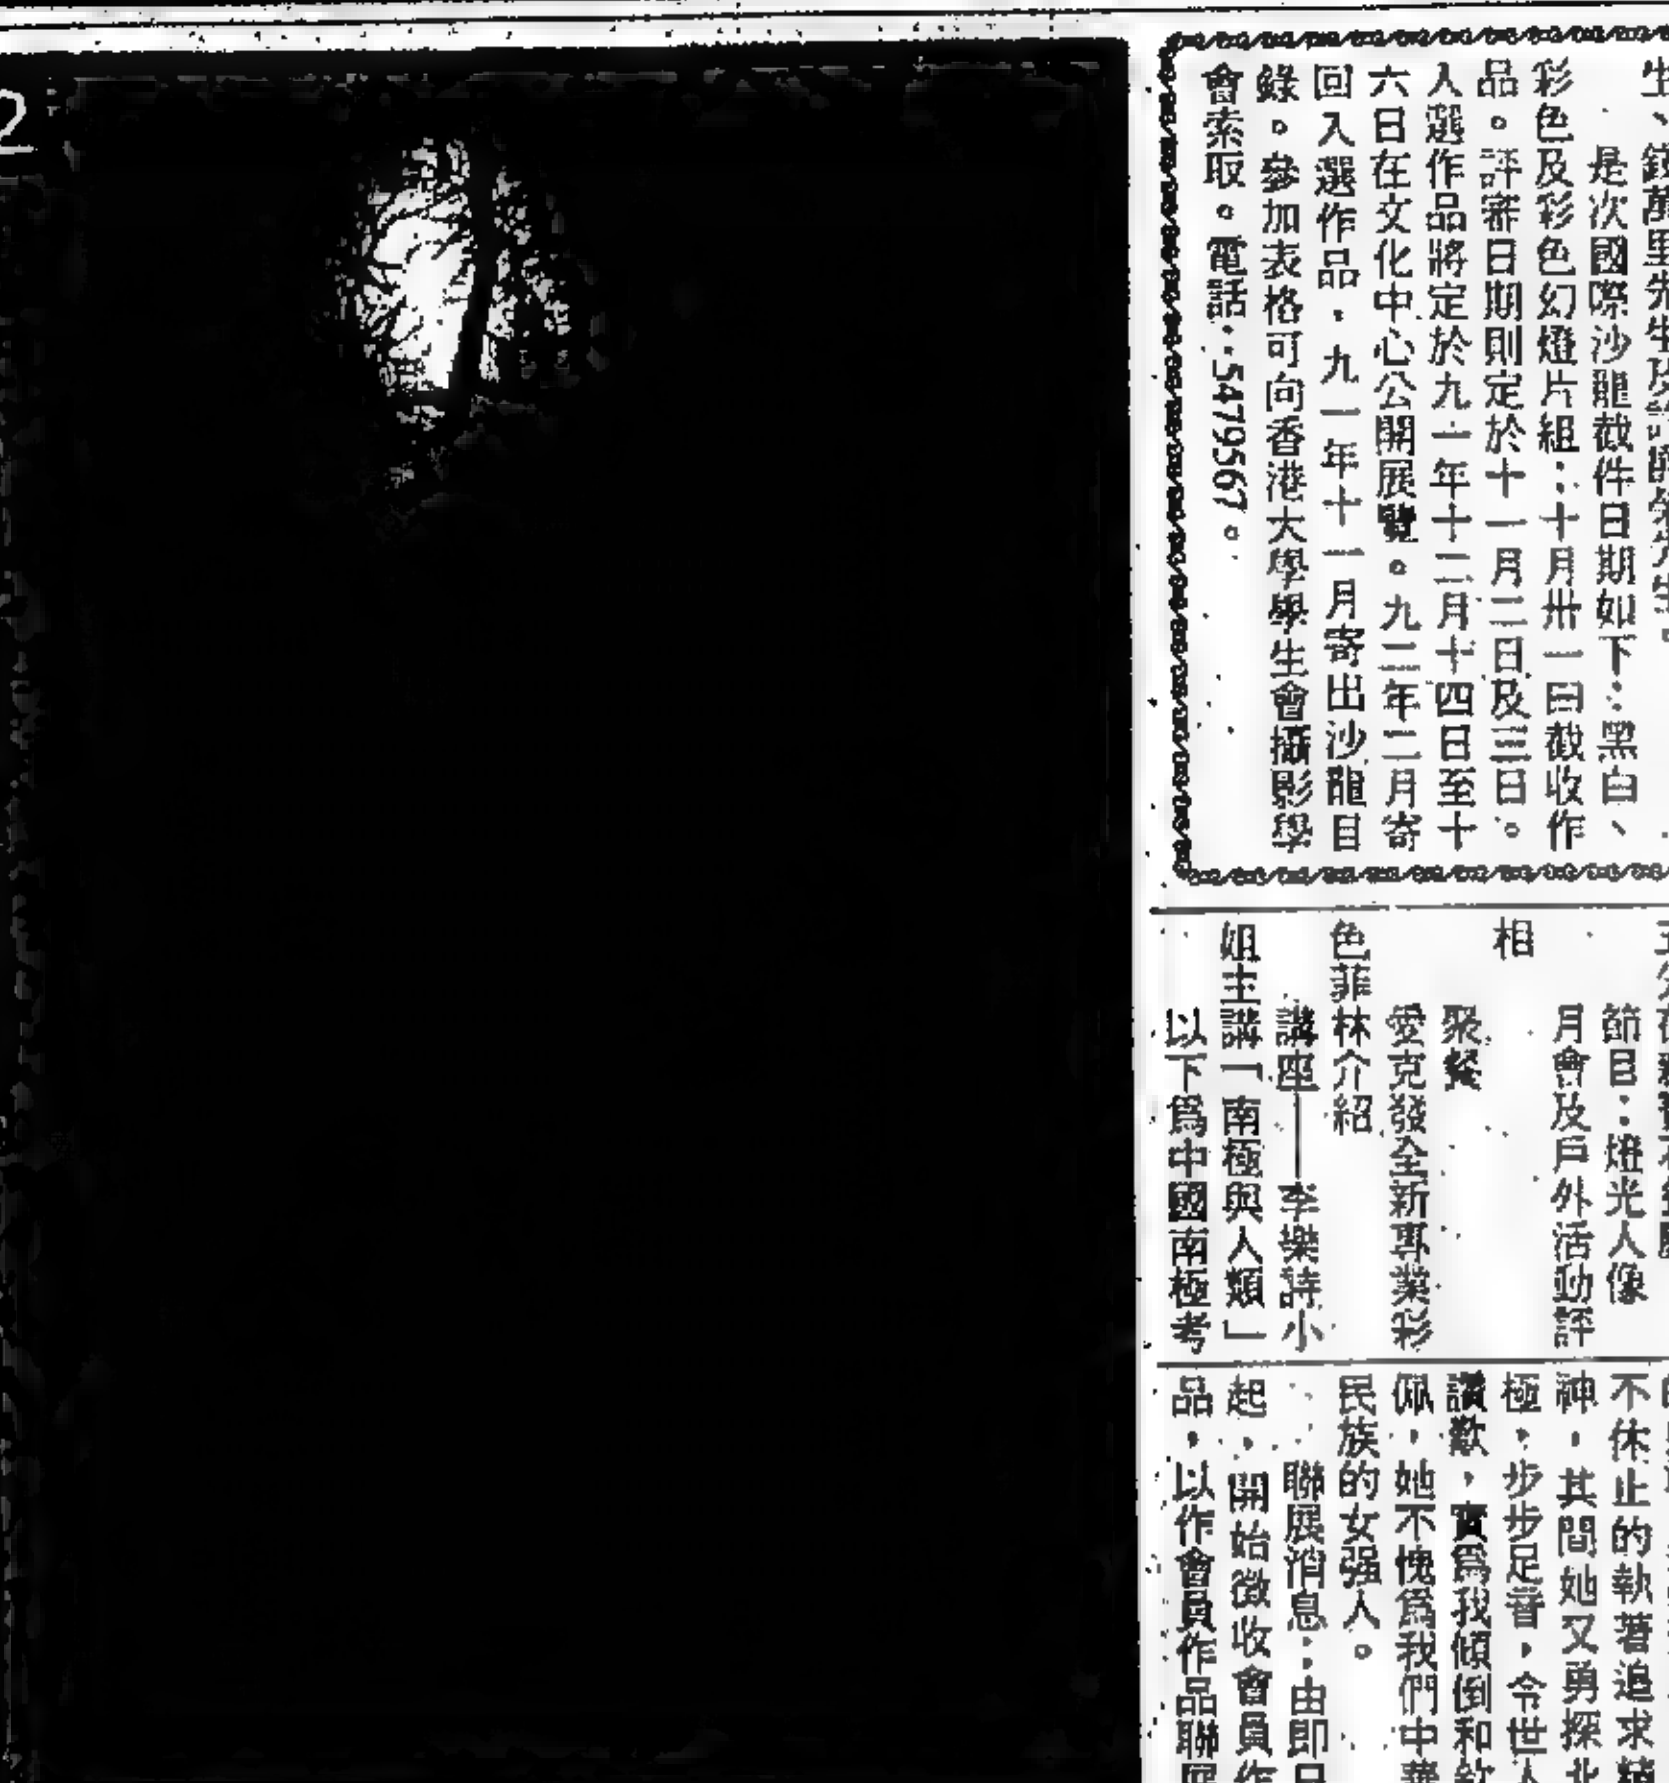 是次國際沙龍截件日期如下:黑白、
彩色及彩色幻燈片組:十月卅一日截收作
品。評審日期則定於十一月二日及三日。
入選作品將定於九一年十二月十四日至十
六日在文化中心公開展覽。九二年二月寄
回入選作品,九一年十一月寄出沙龍目
錄。參加表格可向香港大學學生會攝影學
會索取。電話:5479567。
節目:燈光人像
月會及戶外活動評
相
聚餐
愛克發全新專業彩
色菲林介紹
講座——李樂詩小
姐主講「南極與人類」
以下爲中國南極考
不休止的執著追求
神,其間她又勇探北
極,步步足音,令世人
讚歎,實爲我傾倒和欽
佩,她不愧爲我們中華
民族的女强人。
聯展消息:由即日
起,開始徵收會員作
品,以作會員作品聯展
2